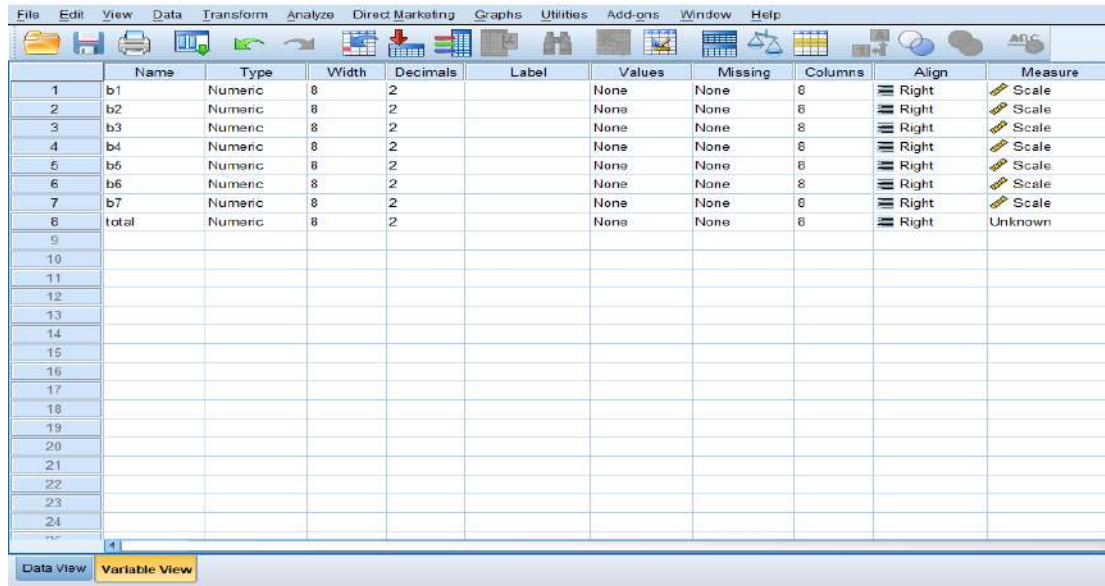 File Edit View Data Transform Analyze Direct Marketing Graphs Utilities Add-ons Window Help
Name Type Width Decimals Label Values Missing Columns Align Measure
1 b1 Numeric 8 2 None None 8 Right Scale
2 b2 Numeric 8 2 None None 8 Right Scale
3 b3 Numeric 8 2 None None 8 Right Scale
4 b4 Numeric 8 2 None None 8 Right Scale
5 b5 Numeric 8 2 None None 8 Right Scale
6 b6 Numeric 8 2 None None 8 Right Scale
7 b7 Numeric 8 2 None None 8 Right Scale
8 total Numeric 8 2 None None 8 Right Unknown
9
10
11
12
13
14
15
16
17
18
19
20
21
22
23
24
Data View Variable View